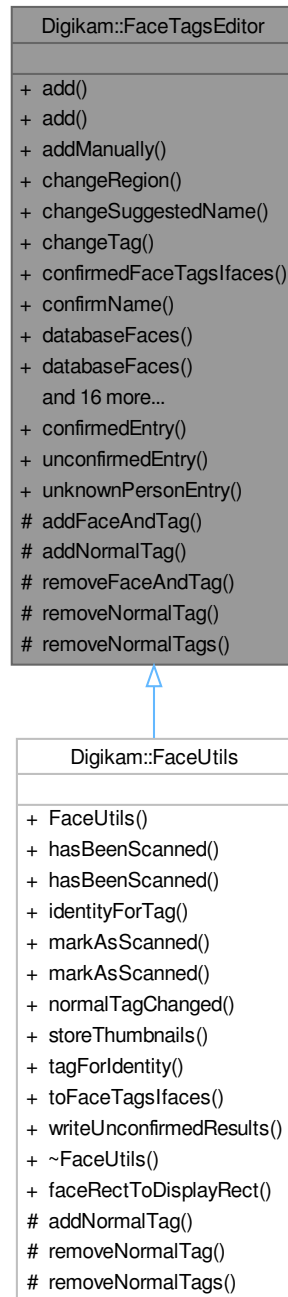 Digikam::FaceTagsEditor
+ add()
+ add()
+ addManually()
+ changeRegion()
+ changeSuggestedName()
+ changeTag()
+ confirmedFaceTagsIfaces()
+ confirmName()
+ databaseFaces()
+ databaseFaces()
and 16 more...
+ confirmedEntry()
+ unconfirmedEntry()
+ unknownPersonEntry()
# addFaceAndTag()
# addNormalTag()
# removeFaceAndTag()
# removeNormalTag()
# removeNormalTags()
Digikam::FaceUtils
+ FaceUtils()
+ hasBeenScanned()
+ hasBeenScanned()
+ identityForTag()
+ markAsScanned()
+ markAsScanned()
+ normalTagChanged()
+ storeThumbnails()
+ tagForIdentity()
+ toFaceTagsIfaces()
+ writeUnconfirmedResults()
+ ~FaceUtils()
+ faceRectToDisplayRect()
# addNormalTag()
# removeNormalTag()
# removeNormalTags()